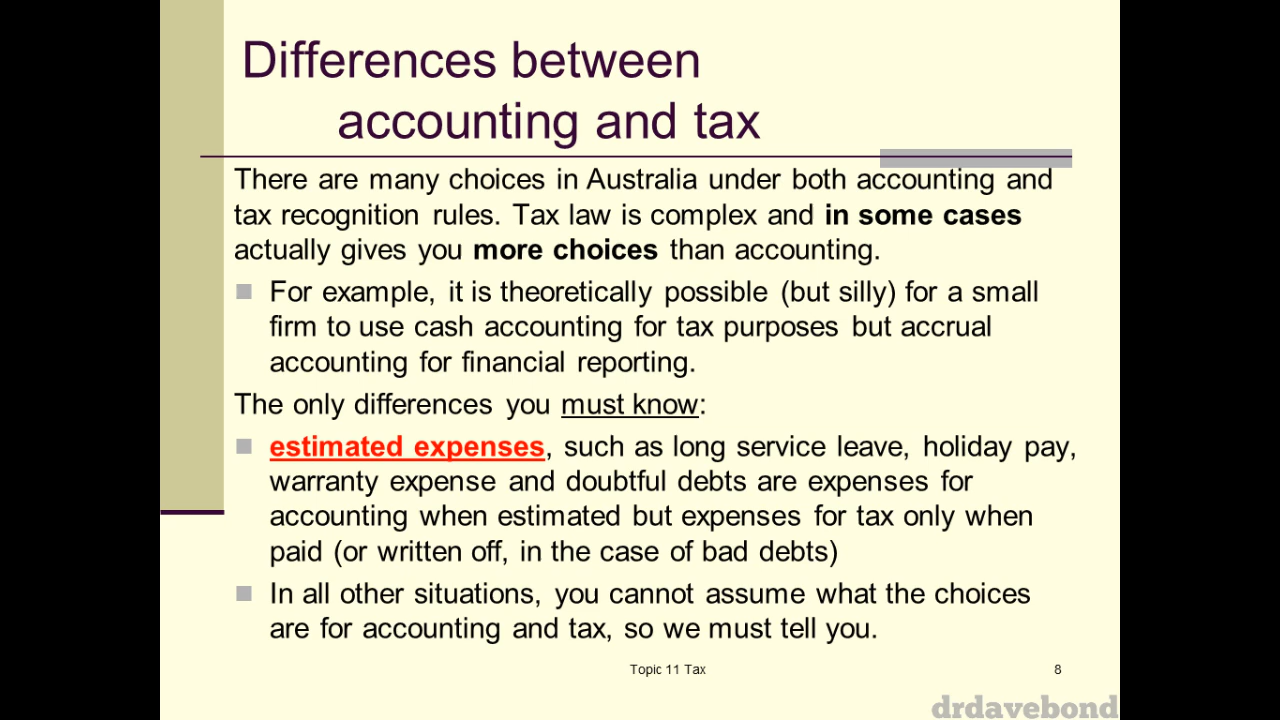 Differences between
accounting and tax
There are many choices in Australia under both accounting and
tax recognition rules. Tax law is complex and in some cases
actually gives you more choices than accounting.
For example, it is theoretically possible (but silly) for a small
firm to use cash accounting for tax purposes but accrual
accounting for financial reporting.
The only differences you must know:
estimated expenses, such as long service leave, holiday pay,
warranty expense and doubtful debts are expenses for
accounting when estimated but expenses for tax only when
paid (or written off, in the case of bad debts)
In all other situations, you cannot assume what the choices
are for accounting and tax, so we must tell you.
Topic 11 Tax 8
drdavebond